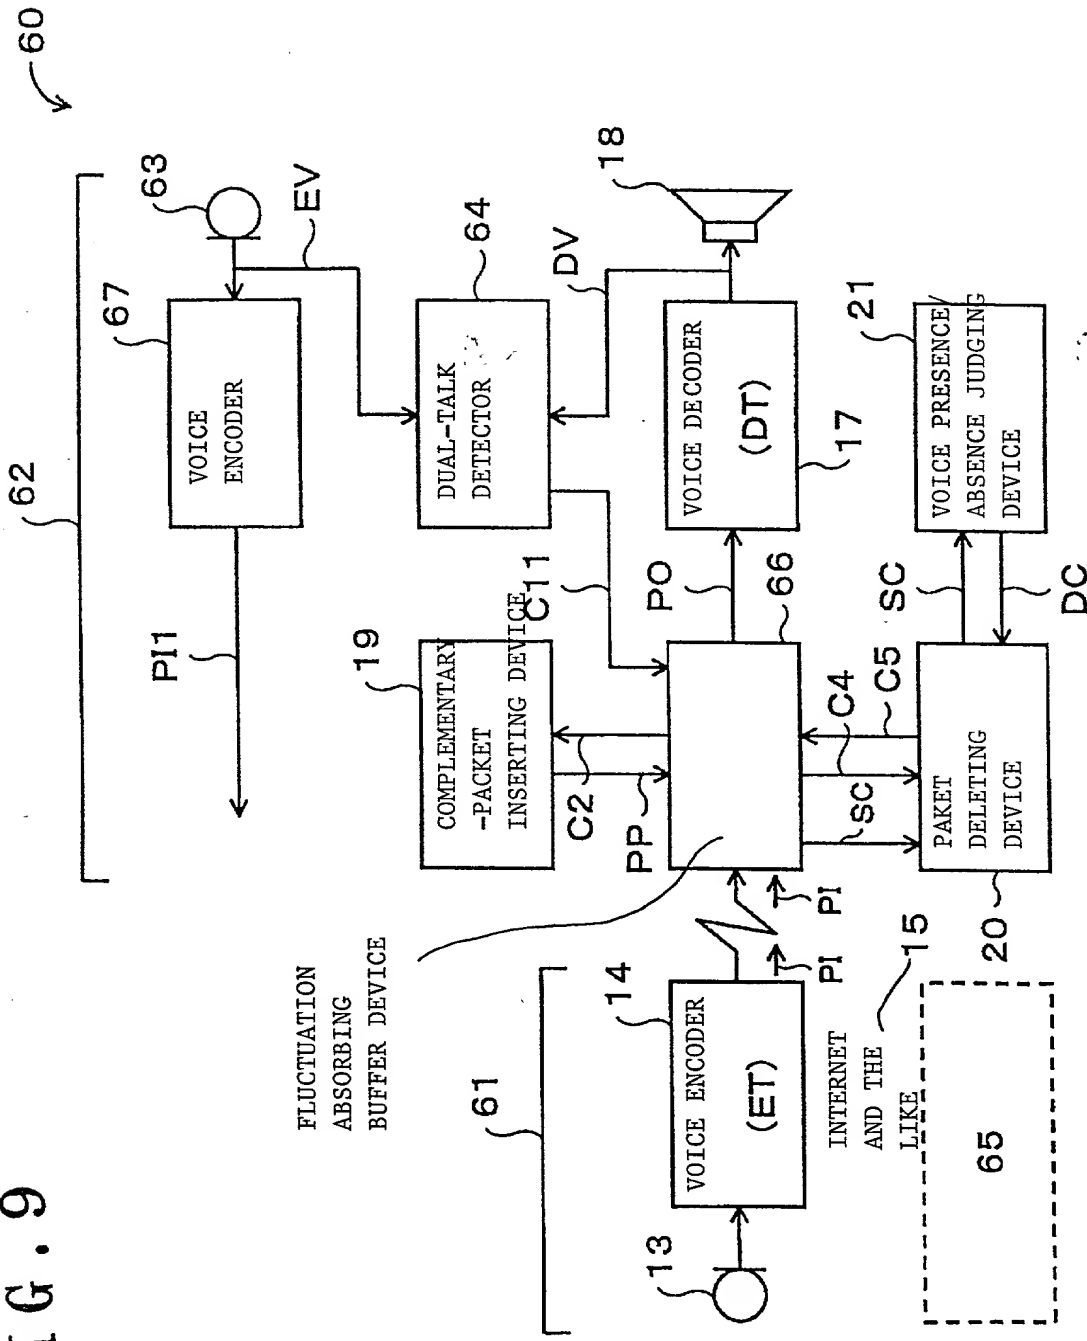 IG.9
60
62
67
63
VOICE
ENCODER
EV
PI1
64
DUAL-TALK
DETECTOR
DV
18
19
COMPLEMENTARY
-PACKET
INSERTING DEVICE
C11
C2
PP
PO
VOICE DECODER
(DT)
17
66
FLUCTUATION
ABSORBING
BUFFER DEVICE
61
13
14
VOICE ENCODER
(ET)
PI
PI
INTERNET
AND THE
LIKE
15
SC
C4
C5
20
PAKET
DELETING
DEVICE
SC
DC
21
VOICE PRESENCE/
ABSENCE JUDGING
DEVICE
65